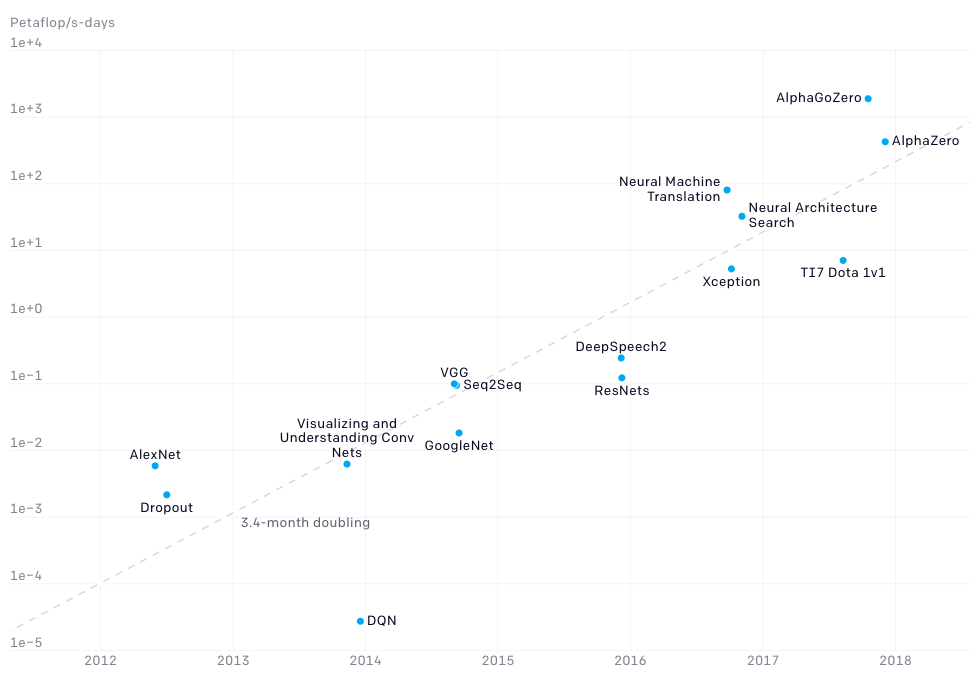 Petaflop/s-days
1e+4
AlphaGoZero
1e+3
AlphaZero
1e+2
Neural Machine
Translation
Neural Architecture
Search
1e+1
TI7 Dota 1v1
Xception
1e+0
DeepSpeech2
1e−1
VGG
Seq2Seq
ResNets
Visualizing and
Understanding Conv
Nets
1e−2
GoogleNet
AlexNet
1e−3
Dropout
3.4-month doubling
1e−4
DQN
1e−5
2012 2013 2014 2015 2016 2017 2018